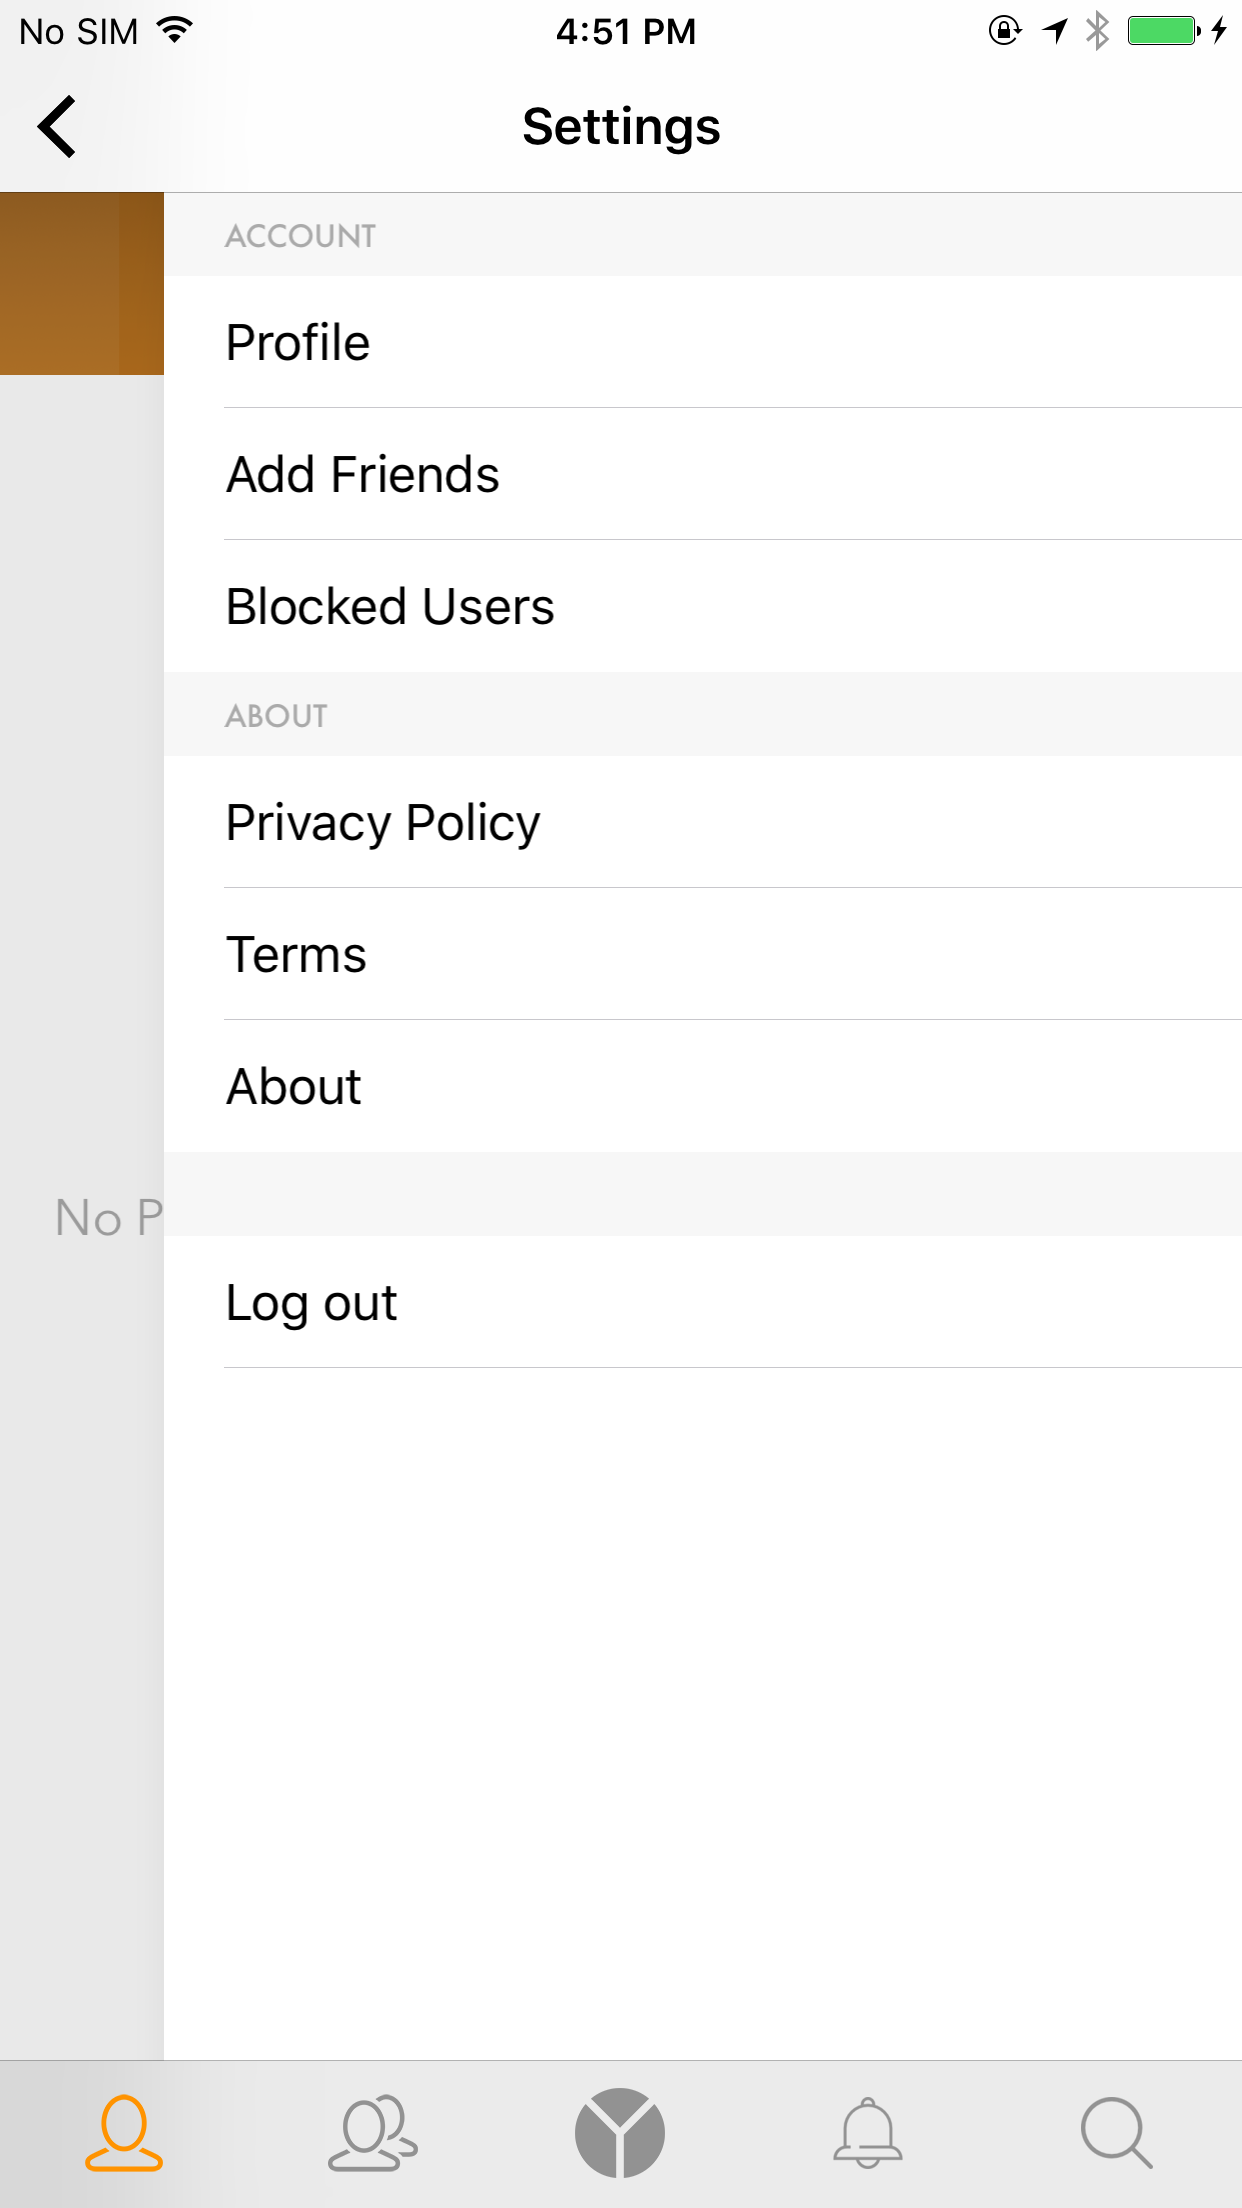 No SIM 4:51 PM
Settings
ACCOUNT
Profile
Add Friends
Blocked Users
ABOUT
Privacy Policy
Terms
About
No P
Log out